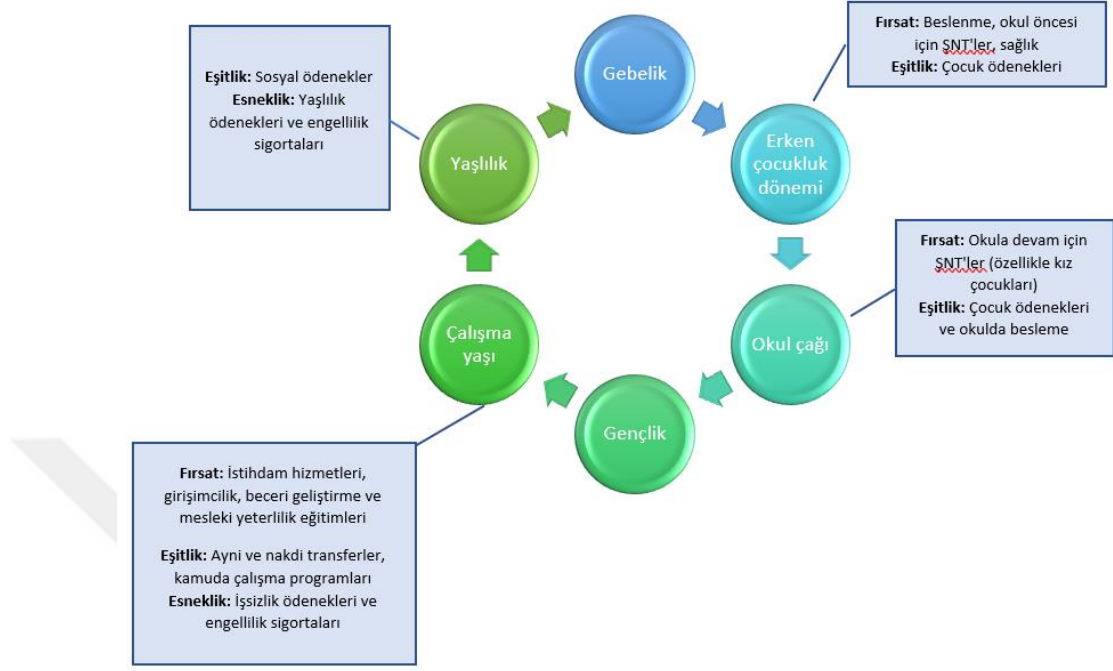 Gebelik
Fırsat: Beslenme, okul öncesi
için ŞNT'ler, sağlık
Eşitlik: Çocuk ödenekleri
Erken
çocukluk
dönemi
Fırsat: Okula devam için
ŞNT'ler (özellikle kız
çocukları)
Eşitlik: Çocuk ödenekleri
ve okulda besleme
Okul çağı
Gençlik
Çalışma
yaşı
Fırsat: İstihdam hizmetleri,
girişimcilik, beceri geliştirme ve
mesleki yeterlilik eğitimleri
Eşitlik: Ayni ve nakdi transferler,
kamuda çalışma programları
Esneklik: İşsizlik ödenekleri ve
engellilik sigortaları
Yaşlılık
Eşitlik: Sosyal ödenekler
Esneklik: Yaşlılık
ödenekleri ve engellilik
sigortaları